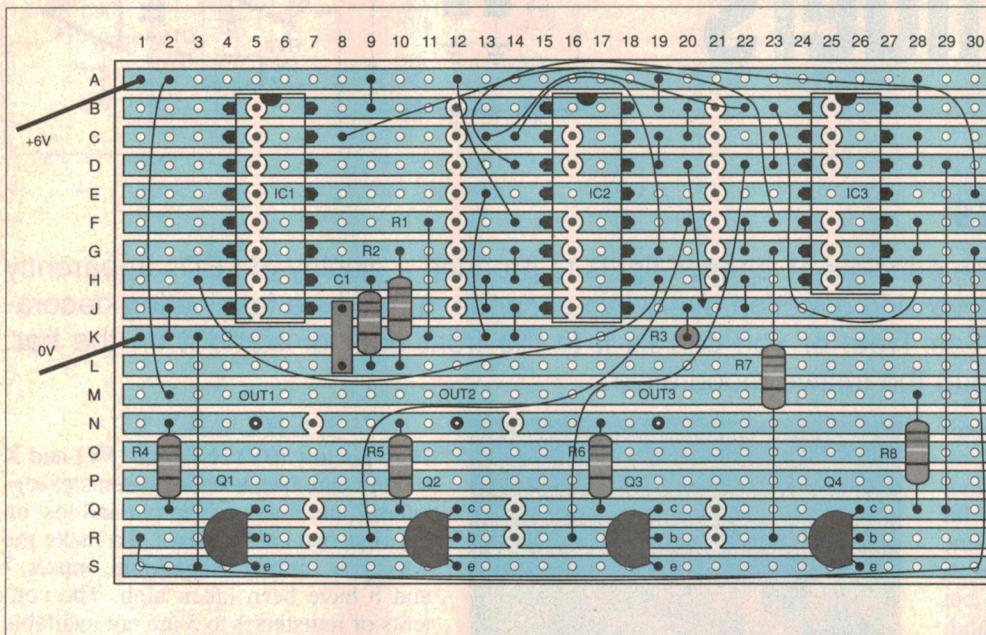 1 2 3 4 5 6 7 8 9 10 11 12 13 14 15 16 17 18 19 20 21 22 23 24 25 26 27 28 29 30
A
B
+6V C
D
E IC1 IC2 IC3
F R1
G R2
H C1
J
K R3
0V
L R7
M OUT1 OUT2 OUT3
N
O R4 R5 R6 R8
P Q1 Q2 Q3 Q4
Q c c c c
R b b b b
S e e e e